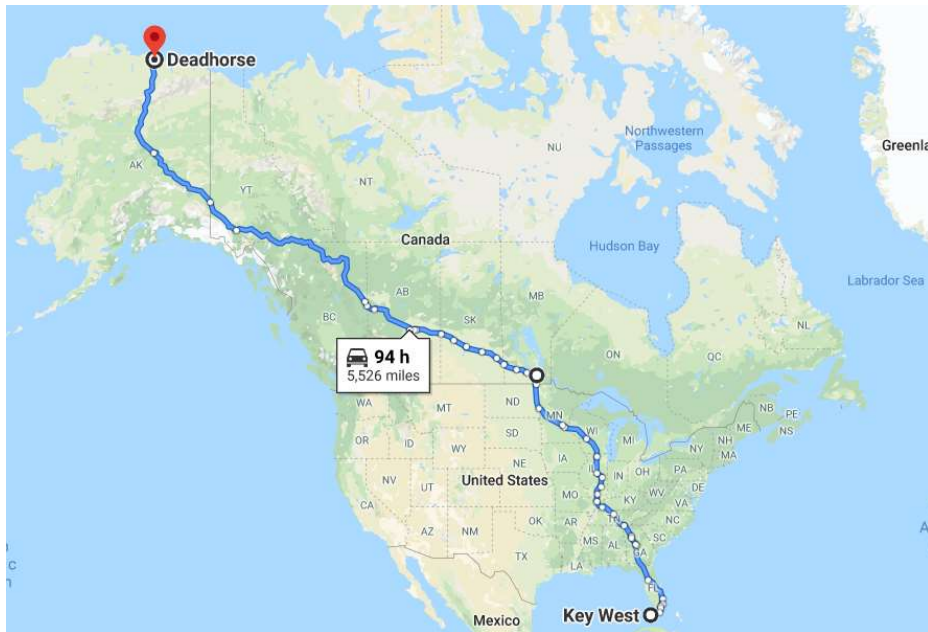 Deadhorse
Greenla
Northwestern
Passages
NU
AK
YT
NT
Canada
Hudson Bay
Labrador Sea
AB
MB
SK
BC
NL
ON
QC
94 h
5,526 miles
NB
PE
ME
NS
WA
MT
ND
MN
NH
NY
MA
SD
WI
MI
OR
ID
WY
IA
PA
NE
OH
IN
IL
DE
NV
UT
United States
MO
WV
KY
VA
CA
CO
KS
NC
TN
OK
AR
AZ
NM
SC
MS
AL
GA
TX
LA
FL
Key West
Mexico